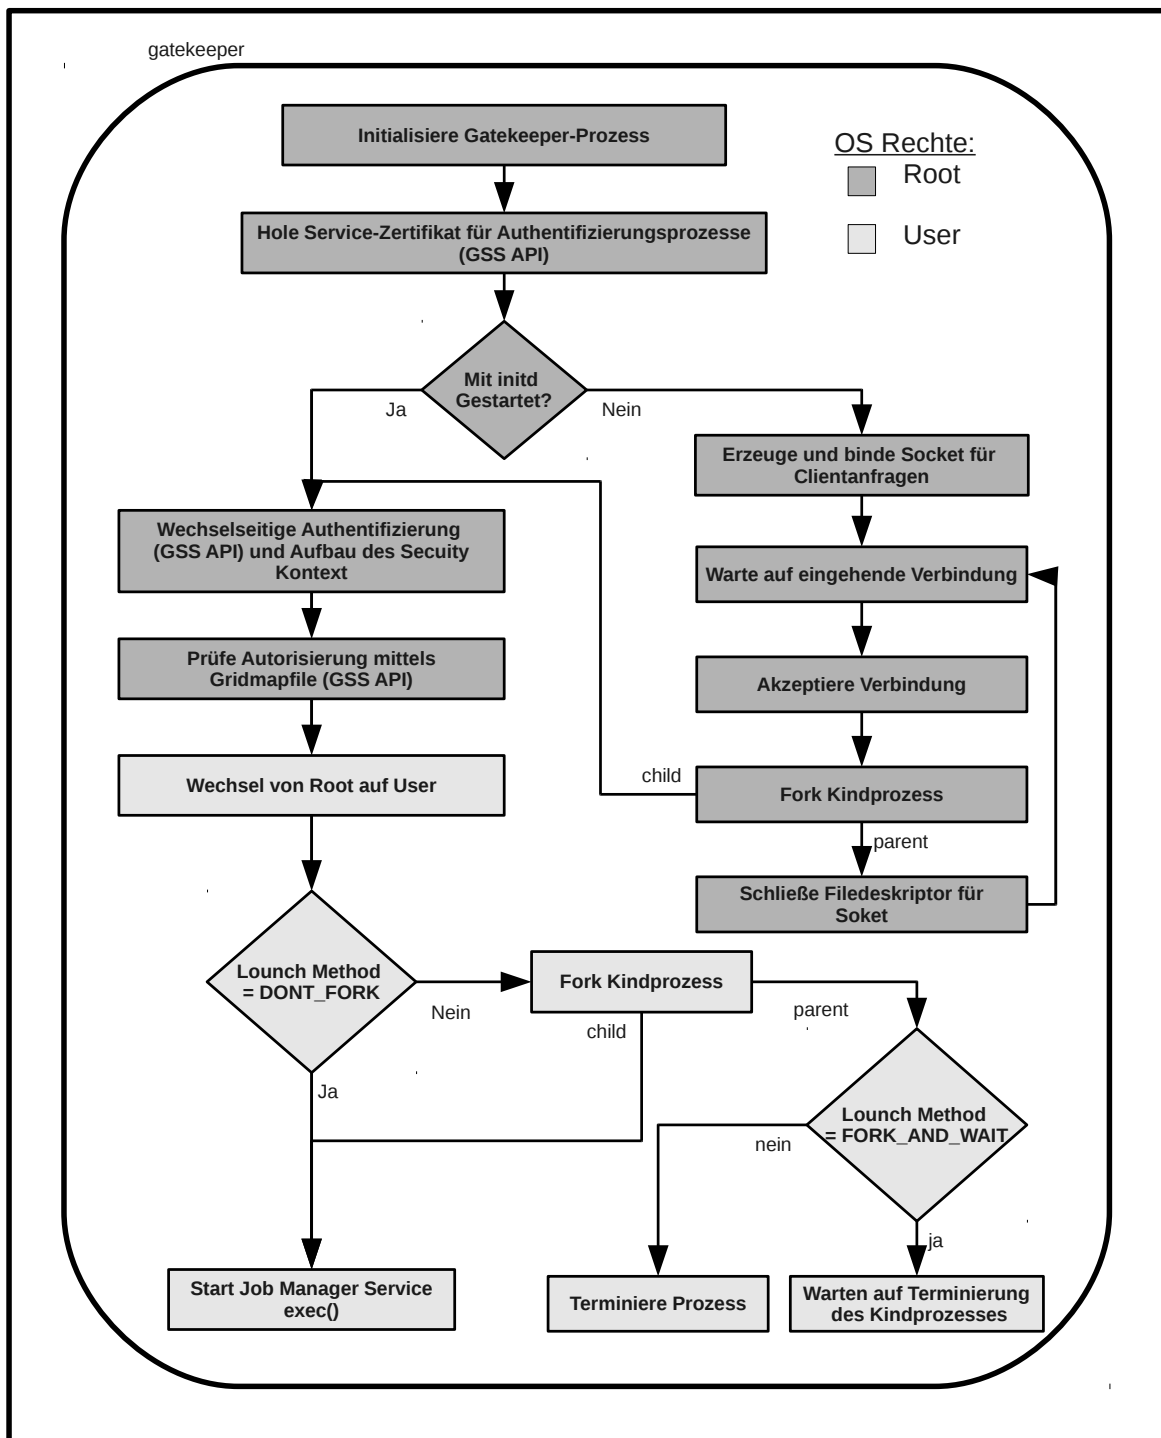 gatekeeper
Initialisiere Gatekeeper-Prozess
OS Rechte:
Root
User
Hole Service-Zertifikat für Authentifizierungsprozesse
(GSS API)
Mit initd
Gestartet?
Ja
Nein
Erzeuge und binde Socket für
Clientanfragen
Wechselseitige Authentifizierung
(GSS API) und Aufbau des Secuity
Kontext
Warte auf eingehende Verbindung
Prüfe Autorisierung mittels
Gridmapfile (GSS API)
Akzeptiere Verbindung
Wechsel von Root auf User
child
Fork Kindprozess
parent
Schließe Filedeskriptor für
Soket
Lounch Method
= DONT_FORK
Nein
Fork Kindprozess
parent
child
Ja
Lounch Method
= FORK_AND_WAIT
nein
ja
Start Job Manager Service
exec()
Terminiere Prozess
Warten auf Terminierung
des Kindprozesses